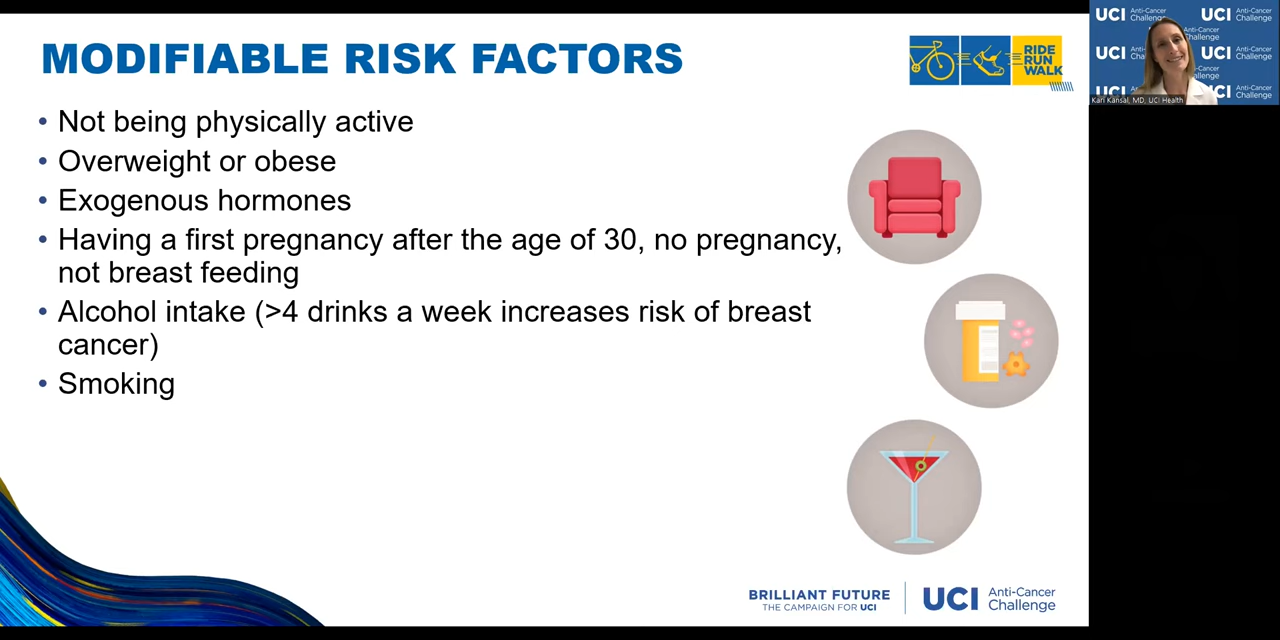 MODIFIABLE RISK FACTORS
RIDE
RUN
WALK
• Not being physically active
• Overweight or obese
• Exogenous hormones
• Having a first pregnancy after the age of 30, no pregnancy,
not breast feeding
• Alcohol intake (>4 drinks a week increases risk of breast
cancer)
• Smoking
BRILLIANT FUTURE
THE CAMPAIGN FOR UCI
UCI Anti-Cancer
Challenge
UCI Anti-Cancer
Challenge
UCI
UCI
Challenge
UCI
UCI Anti-Cancer
Challenge
UCI Anti-Cancer
Challenge
Kari Kansal, MD, UCI Health